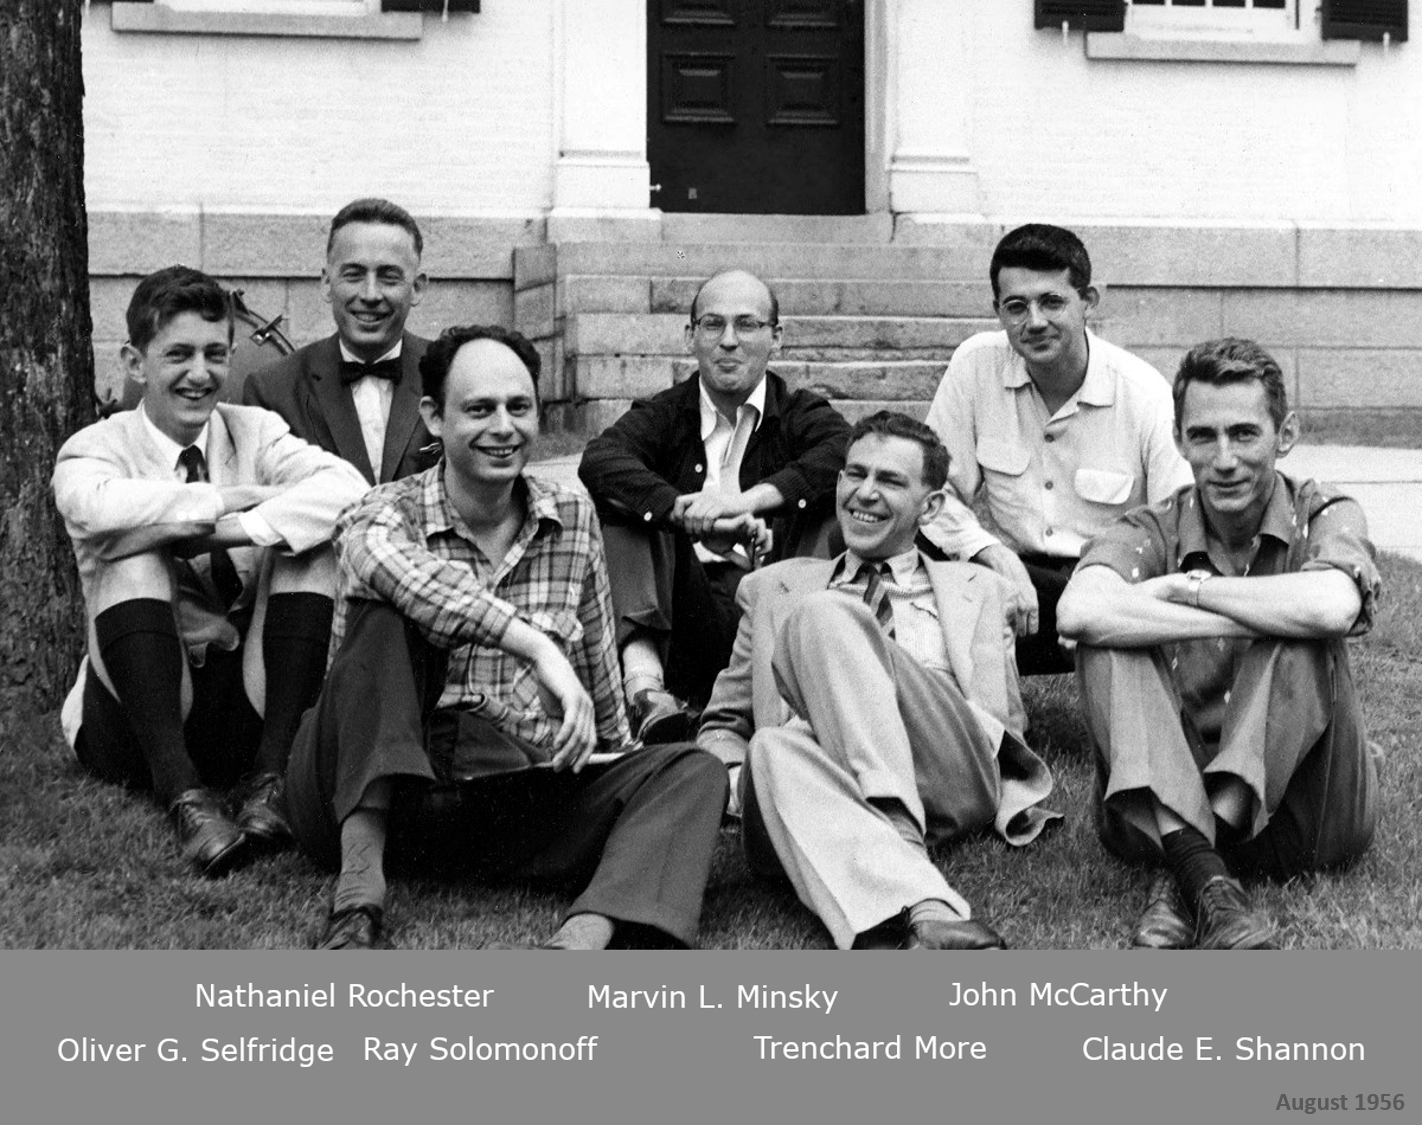 Nathaniel Rochester Marvin L. Minsky John McCarthy
Oliver G. Selfridge Ray Solomonoff Trenchard More Claude E. Shannon
August 1956